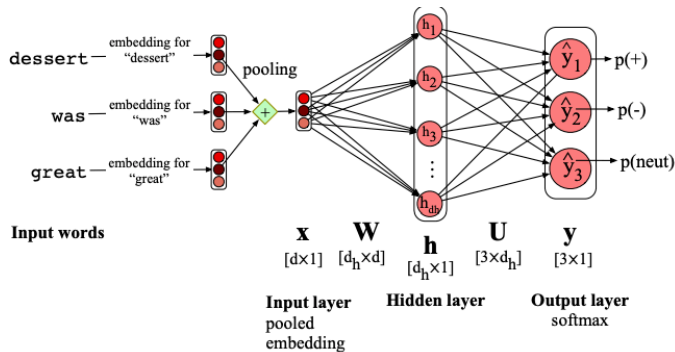 dessert
embedding for
“dessert”
pooling
was
embedding for
“was”
+
great
embedding for
“great”
h1
h2
h3
⋮
hdh
ŷ1
ŷ2
ŷ3
p(+)
p(-)
p(neut)
Input words
x W h U y
[d×1] [dh×d] [dh×1] [3×dh] [3×1]
Input layer Hidden layer Output layer
pooled softmax
embedding